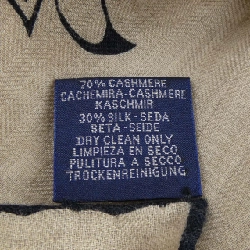 70% CASHMERE
CACHEMIRA-CASHMERE
KASCHMIR
30% SILK-SEDA
SETA-SEIDE
DRY CLEAN ONLY
LIMPIEZA EN SECO
PULITURA A SECCO
TROCKENREINIGUNG